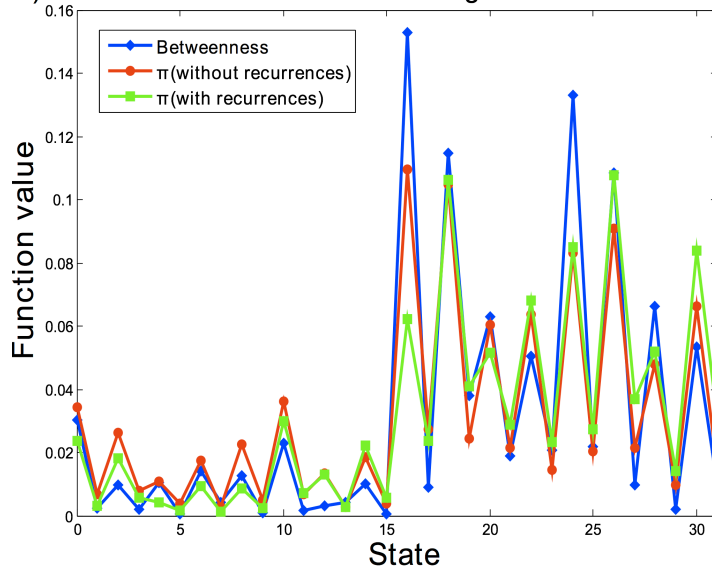 0.16
0.14
0.12
0.1
0.08
0.06
0.04
0.02
0
Function value
Betweenness
π(without recurrences)
π(with recurrences)
0 5 10 15 20 25 30
State